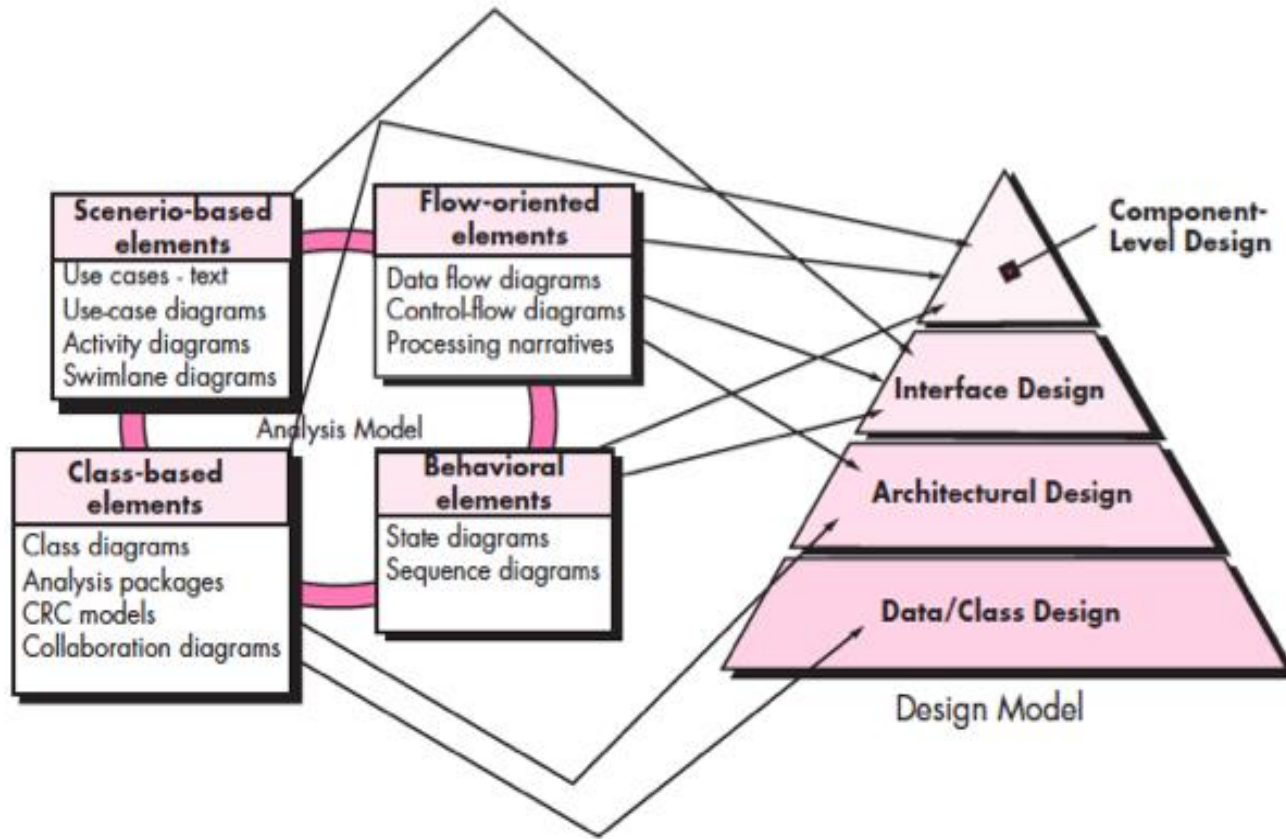 Scenerio-based
elements
Use cases - text
Use-case diagrams
Activity diagrams
Swimlane diagrams
Flow-oriented
elements
Data flow diagrams
Control-flow diagrams
Processing narratives
Analysis Model
Class-based
elements
Class diagrams
Analysis packages
CRC models
Collaboration diagrams
Behavioral
elements
State diagrams
Sequence diagrams
Component-
Level Design
Interface Design
Architectural Design
Data/Class Design
Design Model